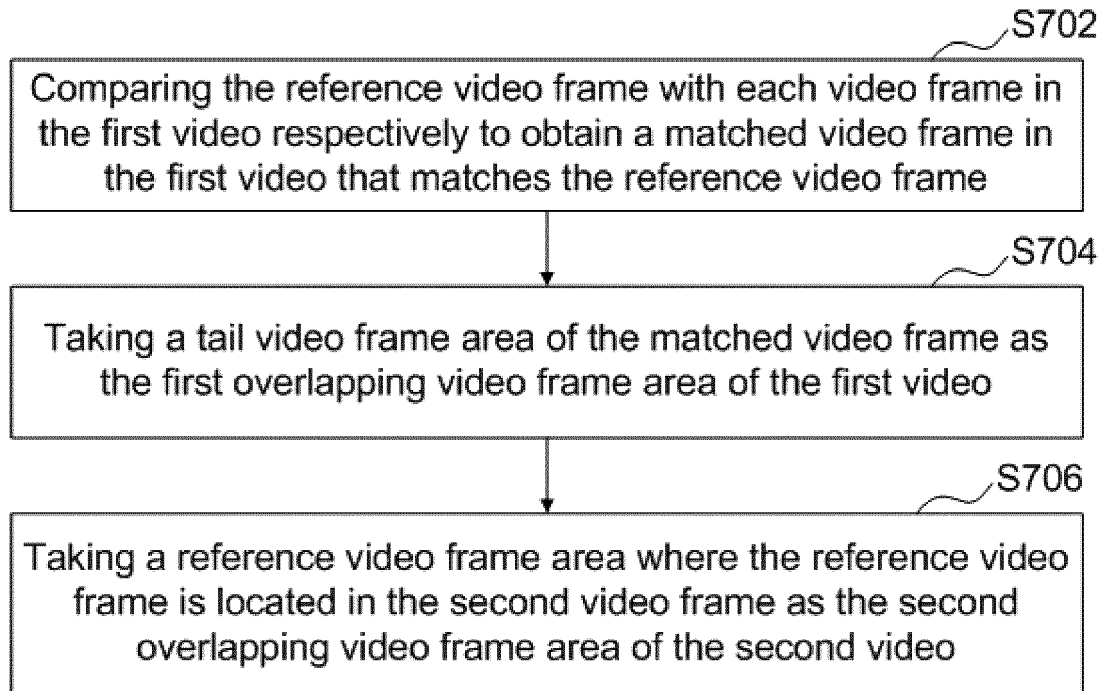 S702
Comparing the reference video frame with each video frame in
the first video respectively to obtain a matched video frame in
the first video that matches the reference video frame
S704
Taking a tail video frame area of the matched video frame as
the first overlapping video frame area of the first video
S706
Taking a reference video frame area where the reference video
frame is located in the second video frame as the second
overlapping video frame area of the second video